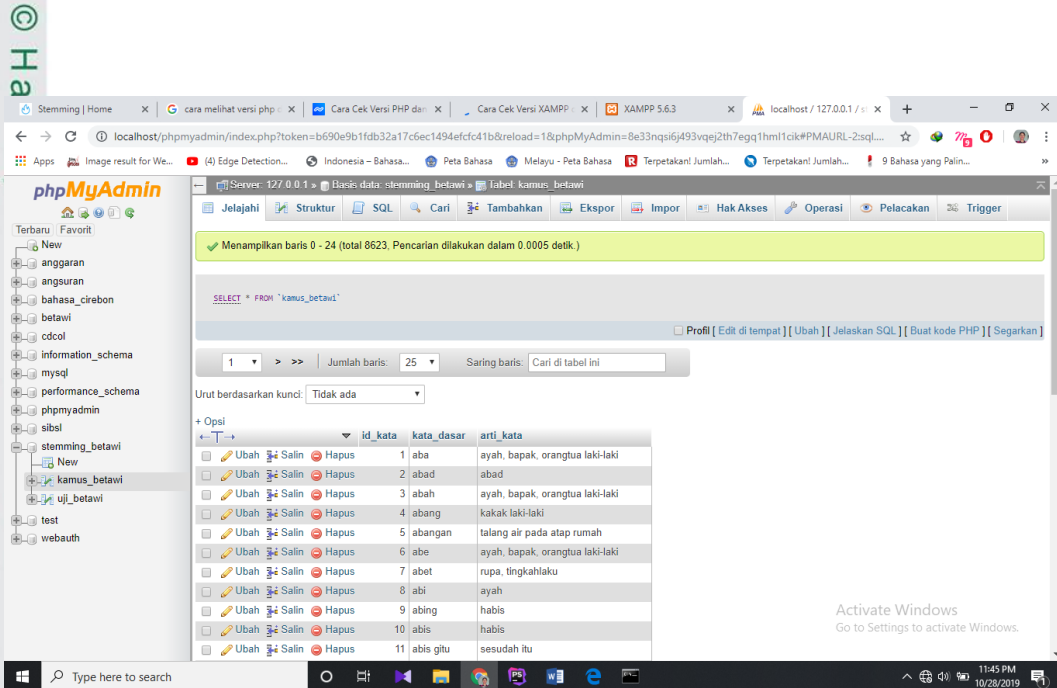 © Ha
Stemming | Home
cara melihat versi php d
Cara Cek Versi PHP dan
Cara Cek Versi XAMPP
XAMPP 5.6.3
localhost / 127.0.0.1 / st
localhost/phpmyadmin/index.php?token=b690e9b1fdb32a17c6ec1494efcfc41b&reload=1&phpMyAdmin=8e33nqsi6j493vqej2th7egq1hml1cik#PMAURL-2:sql....
Apps
Image result for We...
(4) Edge Detection...
Indonesia – Bahasa...
Peta Bahasa
Melayu - Peta Bahasa
Terpetakan! Jumlah...
Terpetakan! Jumlah...
9 Bahasa yang Palin...
»
phpMyAdmin
Terbaru Favorit
New
anggaran
angsuran
bahasa_cirebon
betawi
cdcol
information_schema
mysql
performance_schema
phpmyadmin
sibsl
stemming_betawi
New
kamus_betawi
uji_betawi
test
webauth
Server: 127.0.0.1 » Basis data: stemming_betawi » Tabel: kamus_betawi
Jelajahi Struktur SQL Cari Tambahkan Ekspor Impor Hak Akses Operasi Pelacakan Trigger
Menampilkan baris 0 - 24 (total 8623, Pencarian dilakukan dalam 0.0005 detik.)
SELECT * FROM `kamus_betawi`
Profil [ Edit di tempat ] [ Ubah ] [ Jelaskan SQL ] [ Buat kode PHP ] [ Segarkan ]
1 > >> Jumlah baris: 25 Saring baris: Cari di tabel ini
Urut berdasarkan kunci: Tidak ada
+ Opsi
←T→ id_kata kata_dasar arti_kata
Ubah Salin Hapus 1 aba ayah, bapak, orangtua laki-laki
Ubah Salin Hapus 2 abad abad
Ubah Salin Hapus 3 abah ayah, bapak, orangtua laki-laki
Ubah Salin Hapus 4 abang kakak laki-laki
Ubah Salin Hapus 5 abangan talang air pada atap rumah
Ubah Salin Hapus 6 abe ayah, bapak, orangtua laki-laki
Ubah Salin Hapus 7 abet rupa, tingkahlaku
Ubah Salin Hapus 8 abi ayah
Ubah Salin Hapus 9 abing habis
Ubah Salin Hapus 10 abis habis
Ubah Salin Hapus 11 abis gitu sesudah itu
Activate Windows
Go to Settings to activate Windows.
Type here to search
11:45 PM
10/28/2019